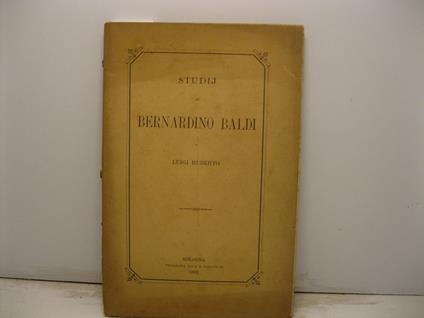 STUDIJ
BERNARDINO BALDI
LUIGI RUBERTO
BOLOGNA